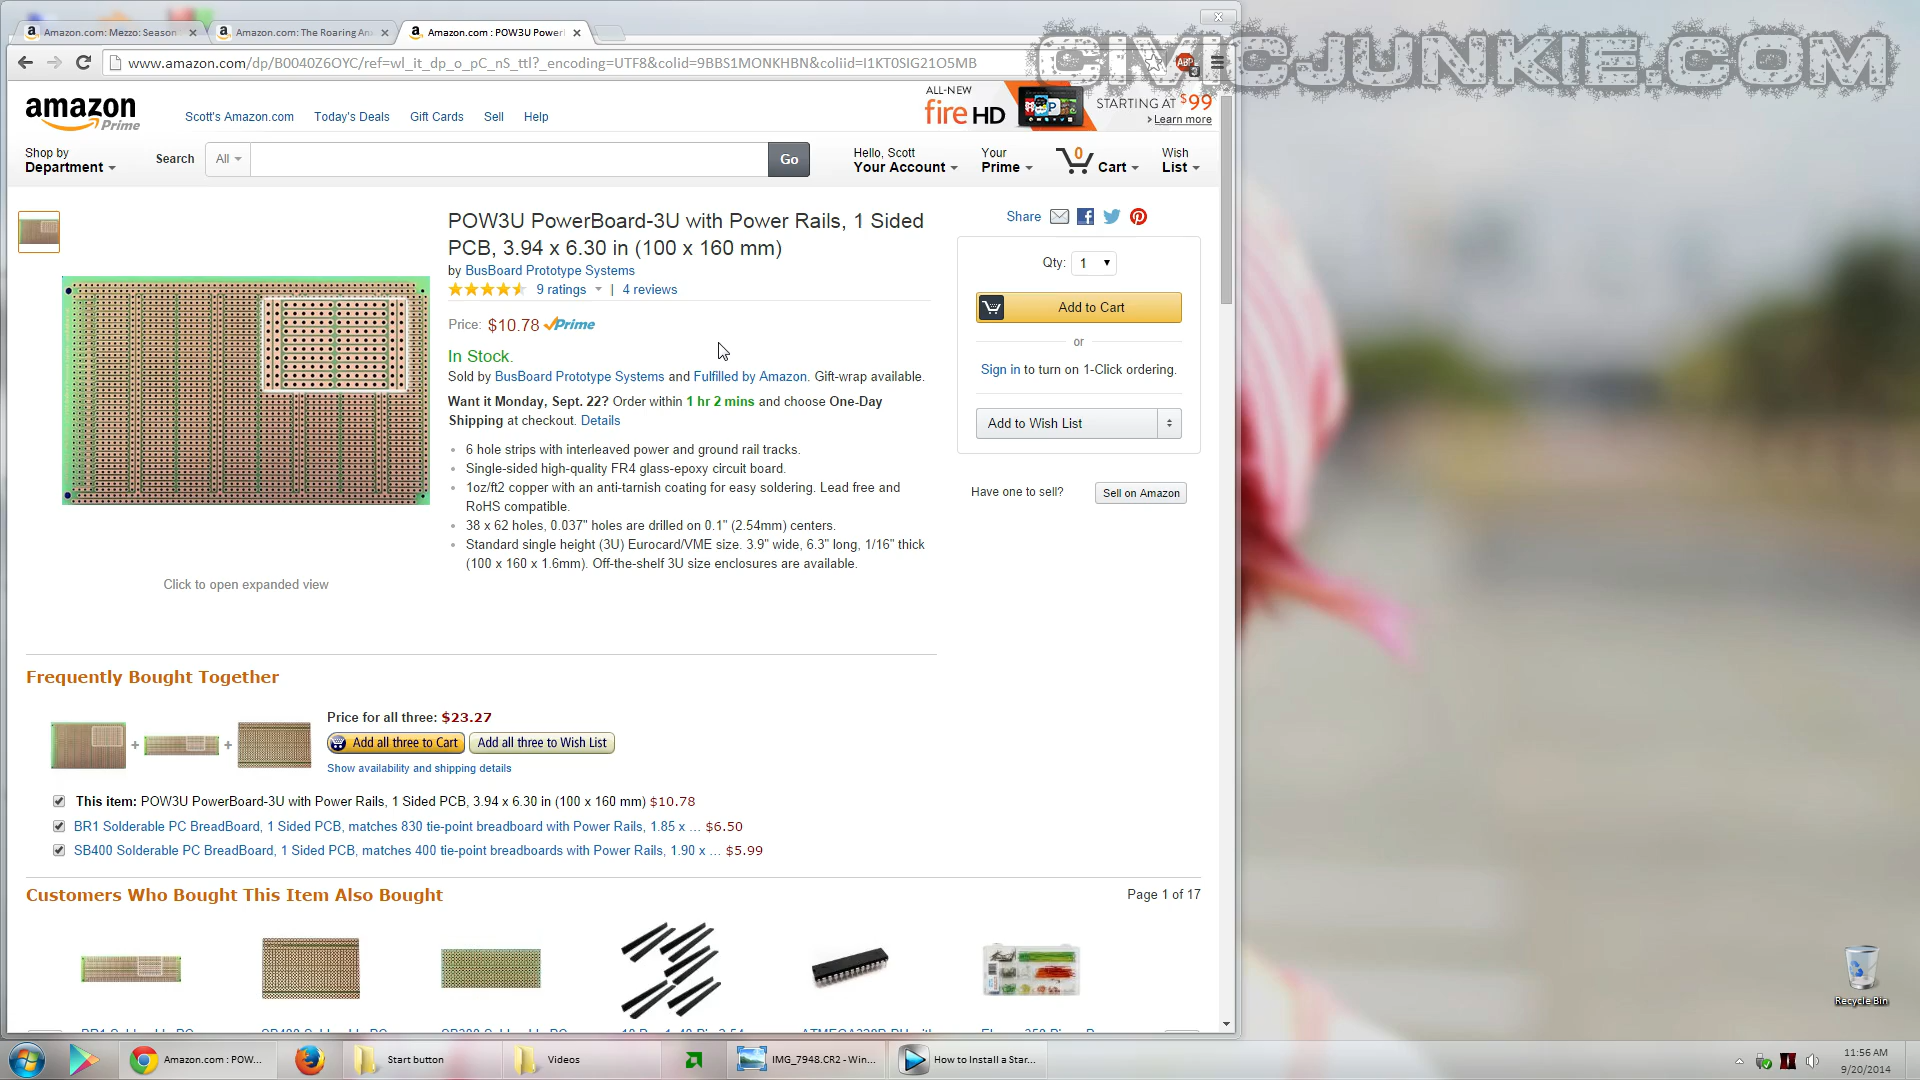 Amazon.com: Mezzo: Season
Amazon.com: The Roaring An
Amazon.com : POW3U Power
CIVICJUNKIE.COM
www.amazon.com/dp/B0040Z6OYC/ref=wl_it_dp_o_pC_nS_ttl?_encoding=UTF8&colid=9BBS1MONKHBN&coliid=I1KT0SIG21O5MB
ABP
amazon
Prime
Scott's Amazon.com
Today's Deals
Gift Cards
Sell
Help
ALL-NEW
fire HD
STARTING AT $99
> Learn more
Shop by
Department
Search
All
Go
Hello, Scott
Your Account
Your
Prime
0
Cart
Wish
List
POW3U PowerBoard-3U with Power Rails, 1 Sided
PCB, 3.94 x 6.30 in (100 x 160 mm)
by BusBoard Prototype Systems
9 ratings | 4 reviews
Price: $10.78 Prime
In Stock.
Sold by BusBoard Prototype Systems and Fulfilled by Amazon. Gift-wrap available.
Want it Monday, Sept. 22? Order within 1 hr 2 mins and choose One-Day
Shipping at checkout. Details
6 hole strips with interleaved power and ground rail tracks.
Single-sided high-quality FR4 glass-epoxy circuit board.
1oz/ft2 copper with an anti-tarnish coating for easy soldering. Lead free and
RoHS compatible.
38 x 62 holes, 0.037" holes are drilled on 0.1" (2.54mm) centers.
Standard single height (3U) Eurocard/VME size. 3.9" wide, 6.3" long, 1/16" thick
(100 x 160 x 1.6mm). Off-the-shelf 3U size enclosures are available.
Click to open expanded view
Share
Qty: 1
Add to Cart
or
Sign in to turn on 1-Click ordering.
Add to Wish List
Have one to sell?
Sell on Amazon
Frequently Bought Together
Price for all three: $23.27
Add all three to Cart
Add all three to Wish List
Show availability and shipping details
This item: POW3U PowerBoard-3U with Power Rails, 1 Sided PCB, 3.94 x 6.30 in (100 x 160 mm) $10.78
BR1 Solderable PC BreadBoard, 1 Sided PCB, matches 830 tie-point breadboard with Power Rails, 1.85 x ... $6.50
SB400 Solderable PC BreadBoard, 1 Sided PCB, matches 400 tie-point breadboards with Power Rails, 1.90 x ... $5.99
Customers Who Bought This Item Also Bought
Page 1 of 17
Recycle Bin
Amazon.com : POW...
Start button
Videos
IMG_7948.CR2 - Win...
How to Install a Star...
11:56 AM
9/20/2014